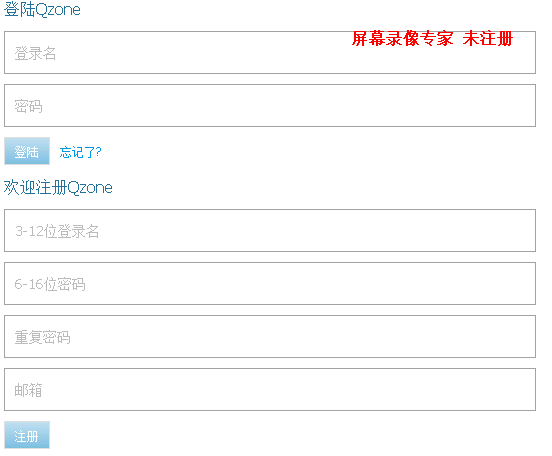 登陆Qzone
屏幕录像专家 未注册
登录名
密码
登陆 忘记了?
欢迎注册Qzone
3-12位登录名
6-16位密码
重复密码
邮箱
注册